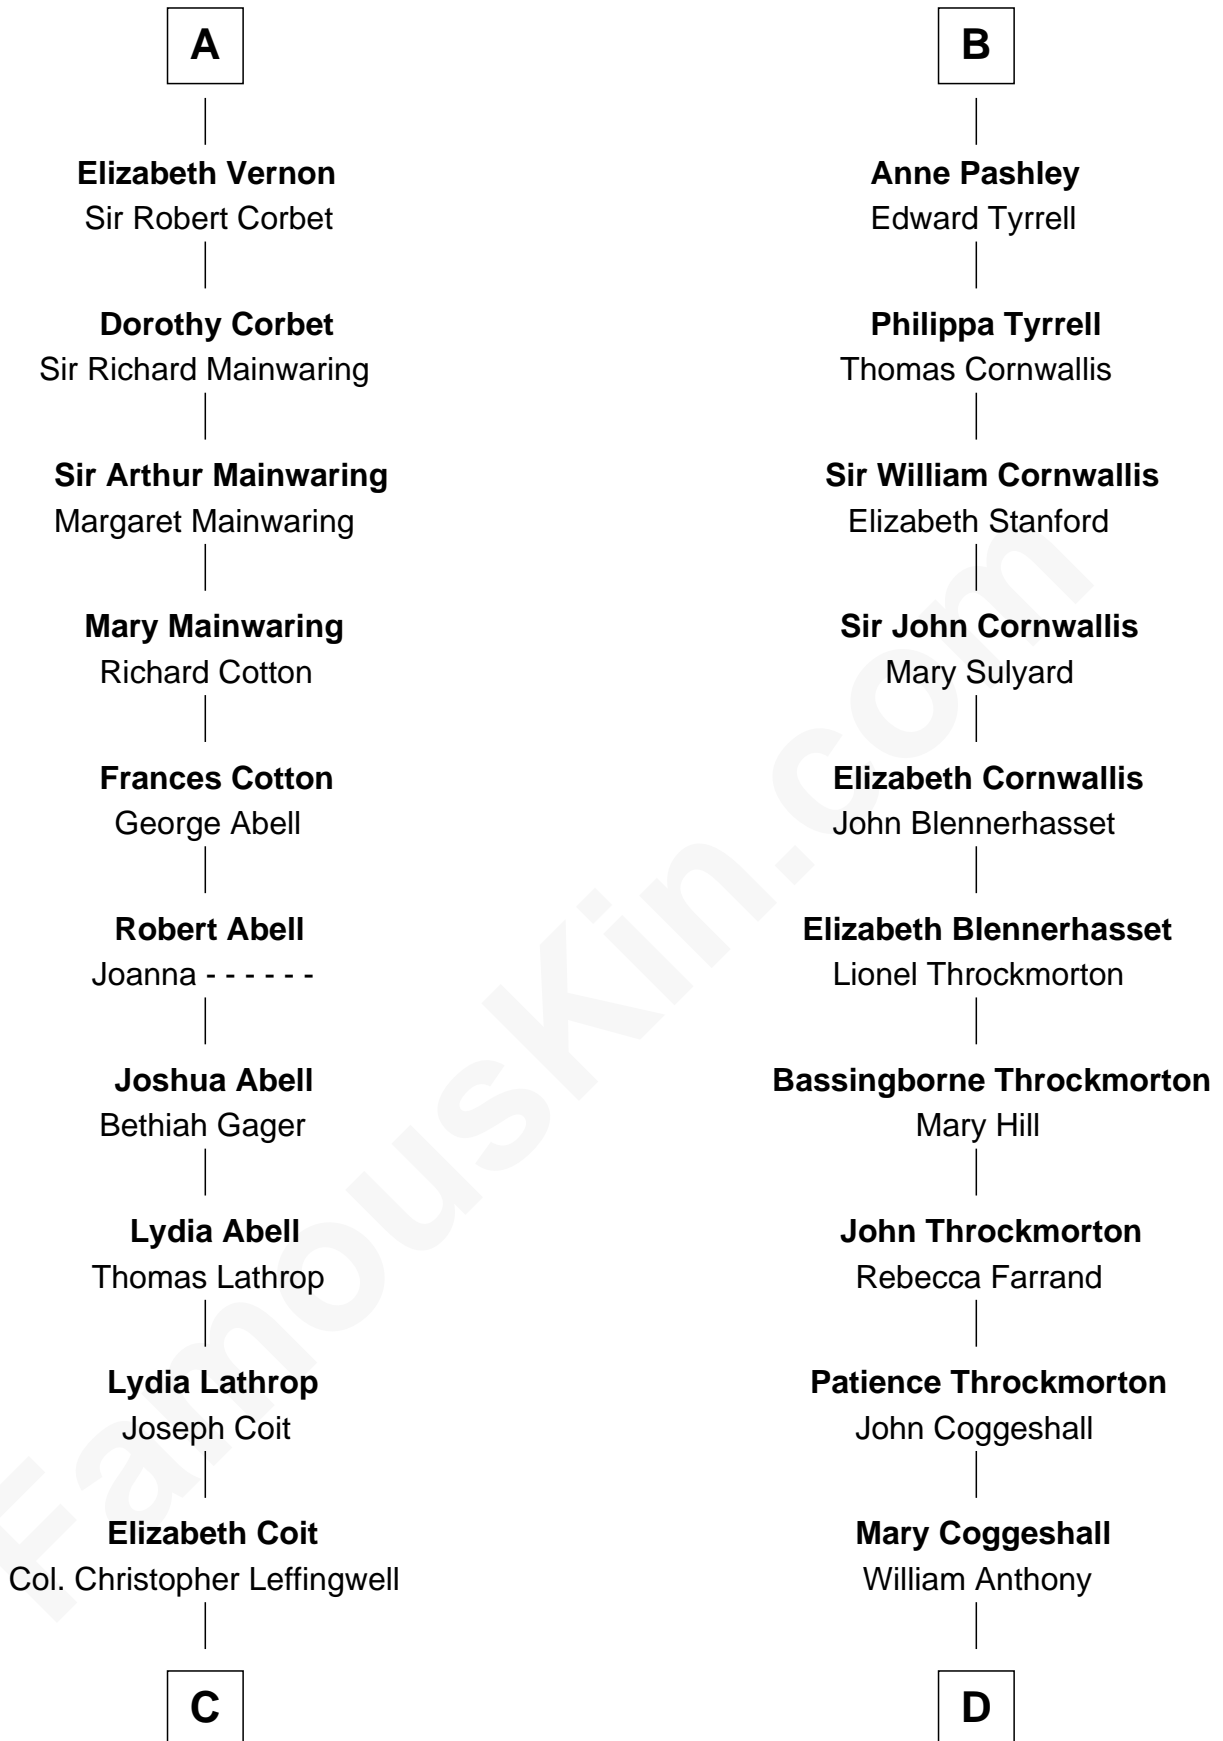 A
Elizabeth Vernon
Sir Robert Corbet
Dorothy Corbet
Sir Richard Mainwaring
Sir Arthur Mainwaring
Margaret Mainwaring
Mary Mainwaring
Richard Cotton
Frances Cotton
George Abell
Robert Abell
Joanna - - - - - -
Joshua Abell
Bethiah Gager
Lydia Abell
Thomas Lathrop
Lydia Lathrop
Joseph Coit
Elizabeth Coit
Col. Christopher Leffingwell
C
B
Anne Pashley
Edward Tyrrell
Philippa Tyrrell
Thomas Cornwallis
Sir William Cornwallis
Elizabeth Stanford
Sir John Cornwallis
Mary Sulyard
Elizabeth Cornwallis
John Blennerhasset
Elizabeth Blennerhasset
Lionel Throckmorton
Bassingborne Throckmorton
Mary Hill
John Throckmorton
Rebecca Farrand
Patience Throckmorton
John Coggeshall
Mary Coggeshall
William Anthony
D
FamousKin.com